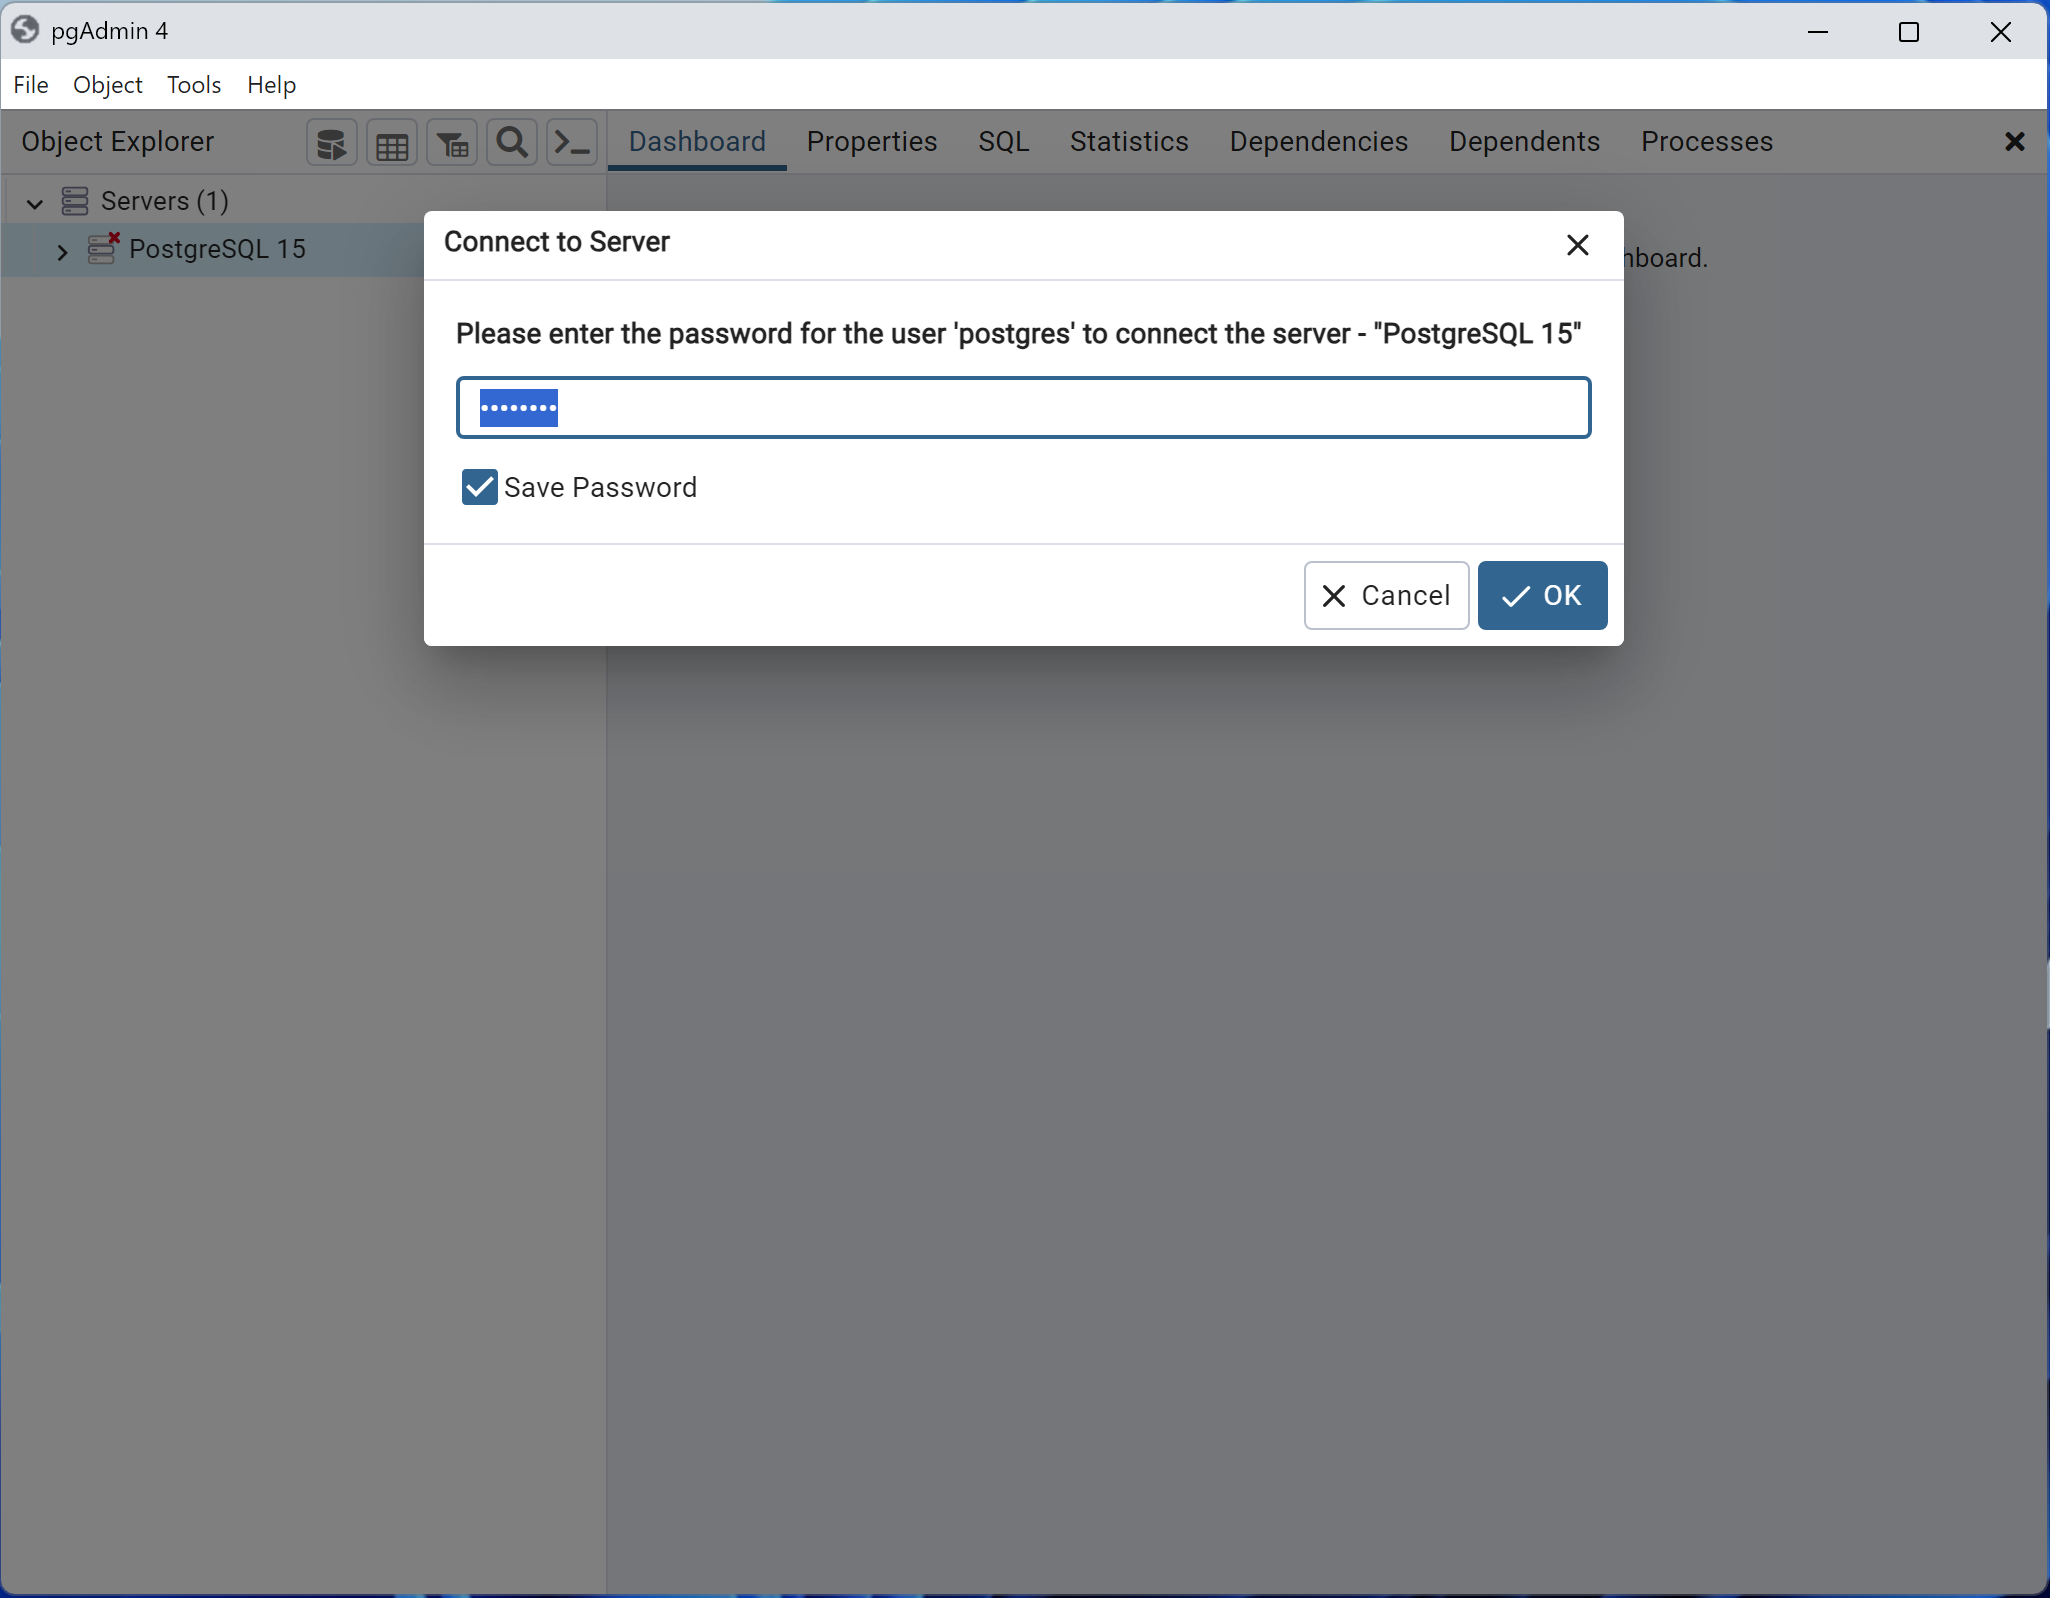 pgAdmin 4
File Object Tools Help
Object Explorer
Dashboard Properties SQL Statistics Dependencies Dependents Processes
Servers (1)
PostgreSQL 15
Connect to Server
Please enter the password for the user 'postgres' to connect the server - "PostgreSQL 15"
••••••••
Save Password
Cancel OK